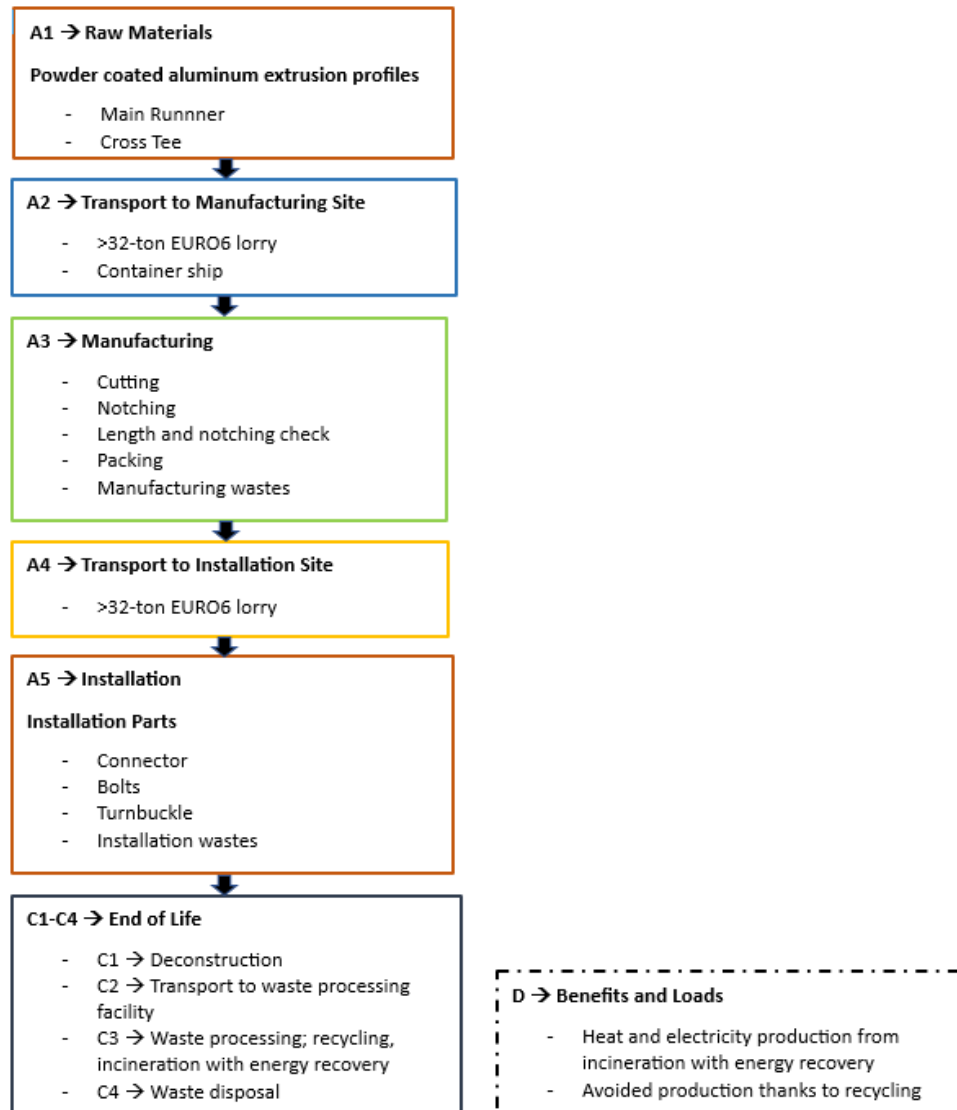 A1 → Raw Materials
Powder coated aluminum extrusion profiles
- Main Runnner
- Cross Tee
A2 → Transport to Manufacturing Site
- >32-ton EURO6 lorry
- Container ship
A3 → Manufacturing
- Cutting
- Notching
- Length and notching check
- Packing
- Manufacturing wastes
A4 → Transport to Installation Site
- >32-ton EURO6 lorry
A5 → Installation
Installation Parts
- Connector
- Bolts
- Turnbuckle
- Installation wastes
C1-C4 → End of Life
- C1 → Deconstruction
- C2 → Transport to waste processing
facility
- C3 → Waste processing; recycling,
incineration with energy recovery
- C4 → Waste disposal
D → Benefits and Loads
- Heat and electricity production from
incineration with energy recovery
- Avoided production thanks to recycling